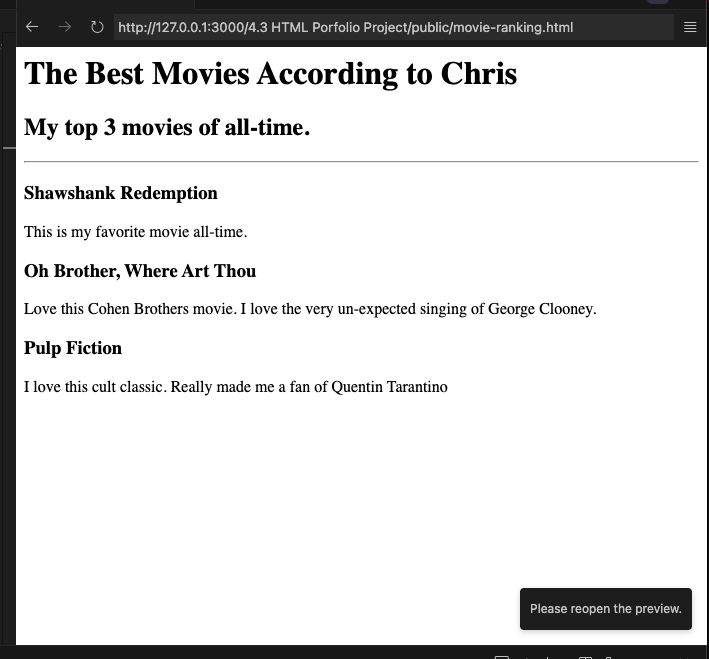 http://127.0.0.1:3000/4.3 HTML Porfolio Project/public/movie-ranking.html
The Best Movies According to Chris
My top 3 movies of all-time.
Shawshank Redemption
This is my favorite movie all-time.
Oh Brother, Where Art Thou
Love this Cohen Brothers movie. I love the very un-expected singing of George Clooney.
Pulp Fiction
I love this cult classic. Really made me a fan of Quentin Tarantino
Please reopen the preview.